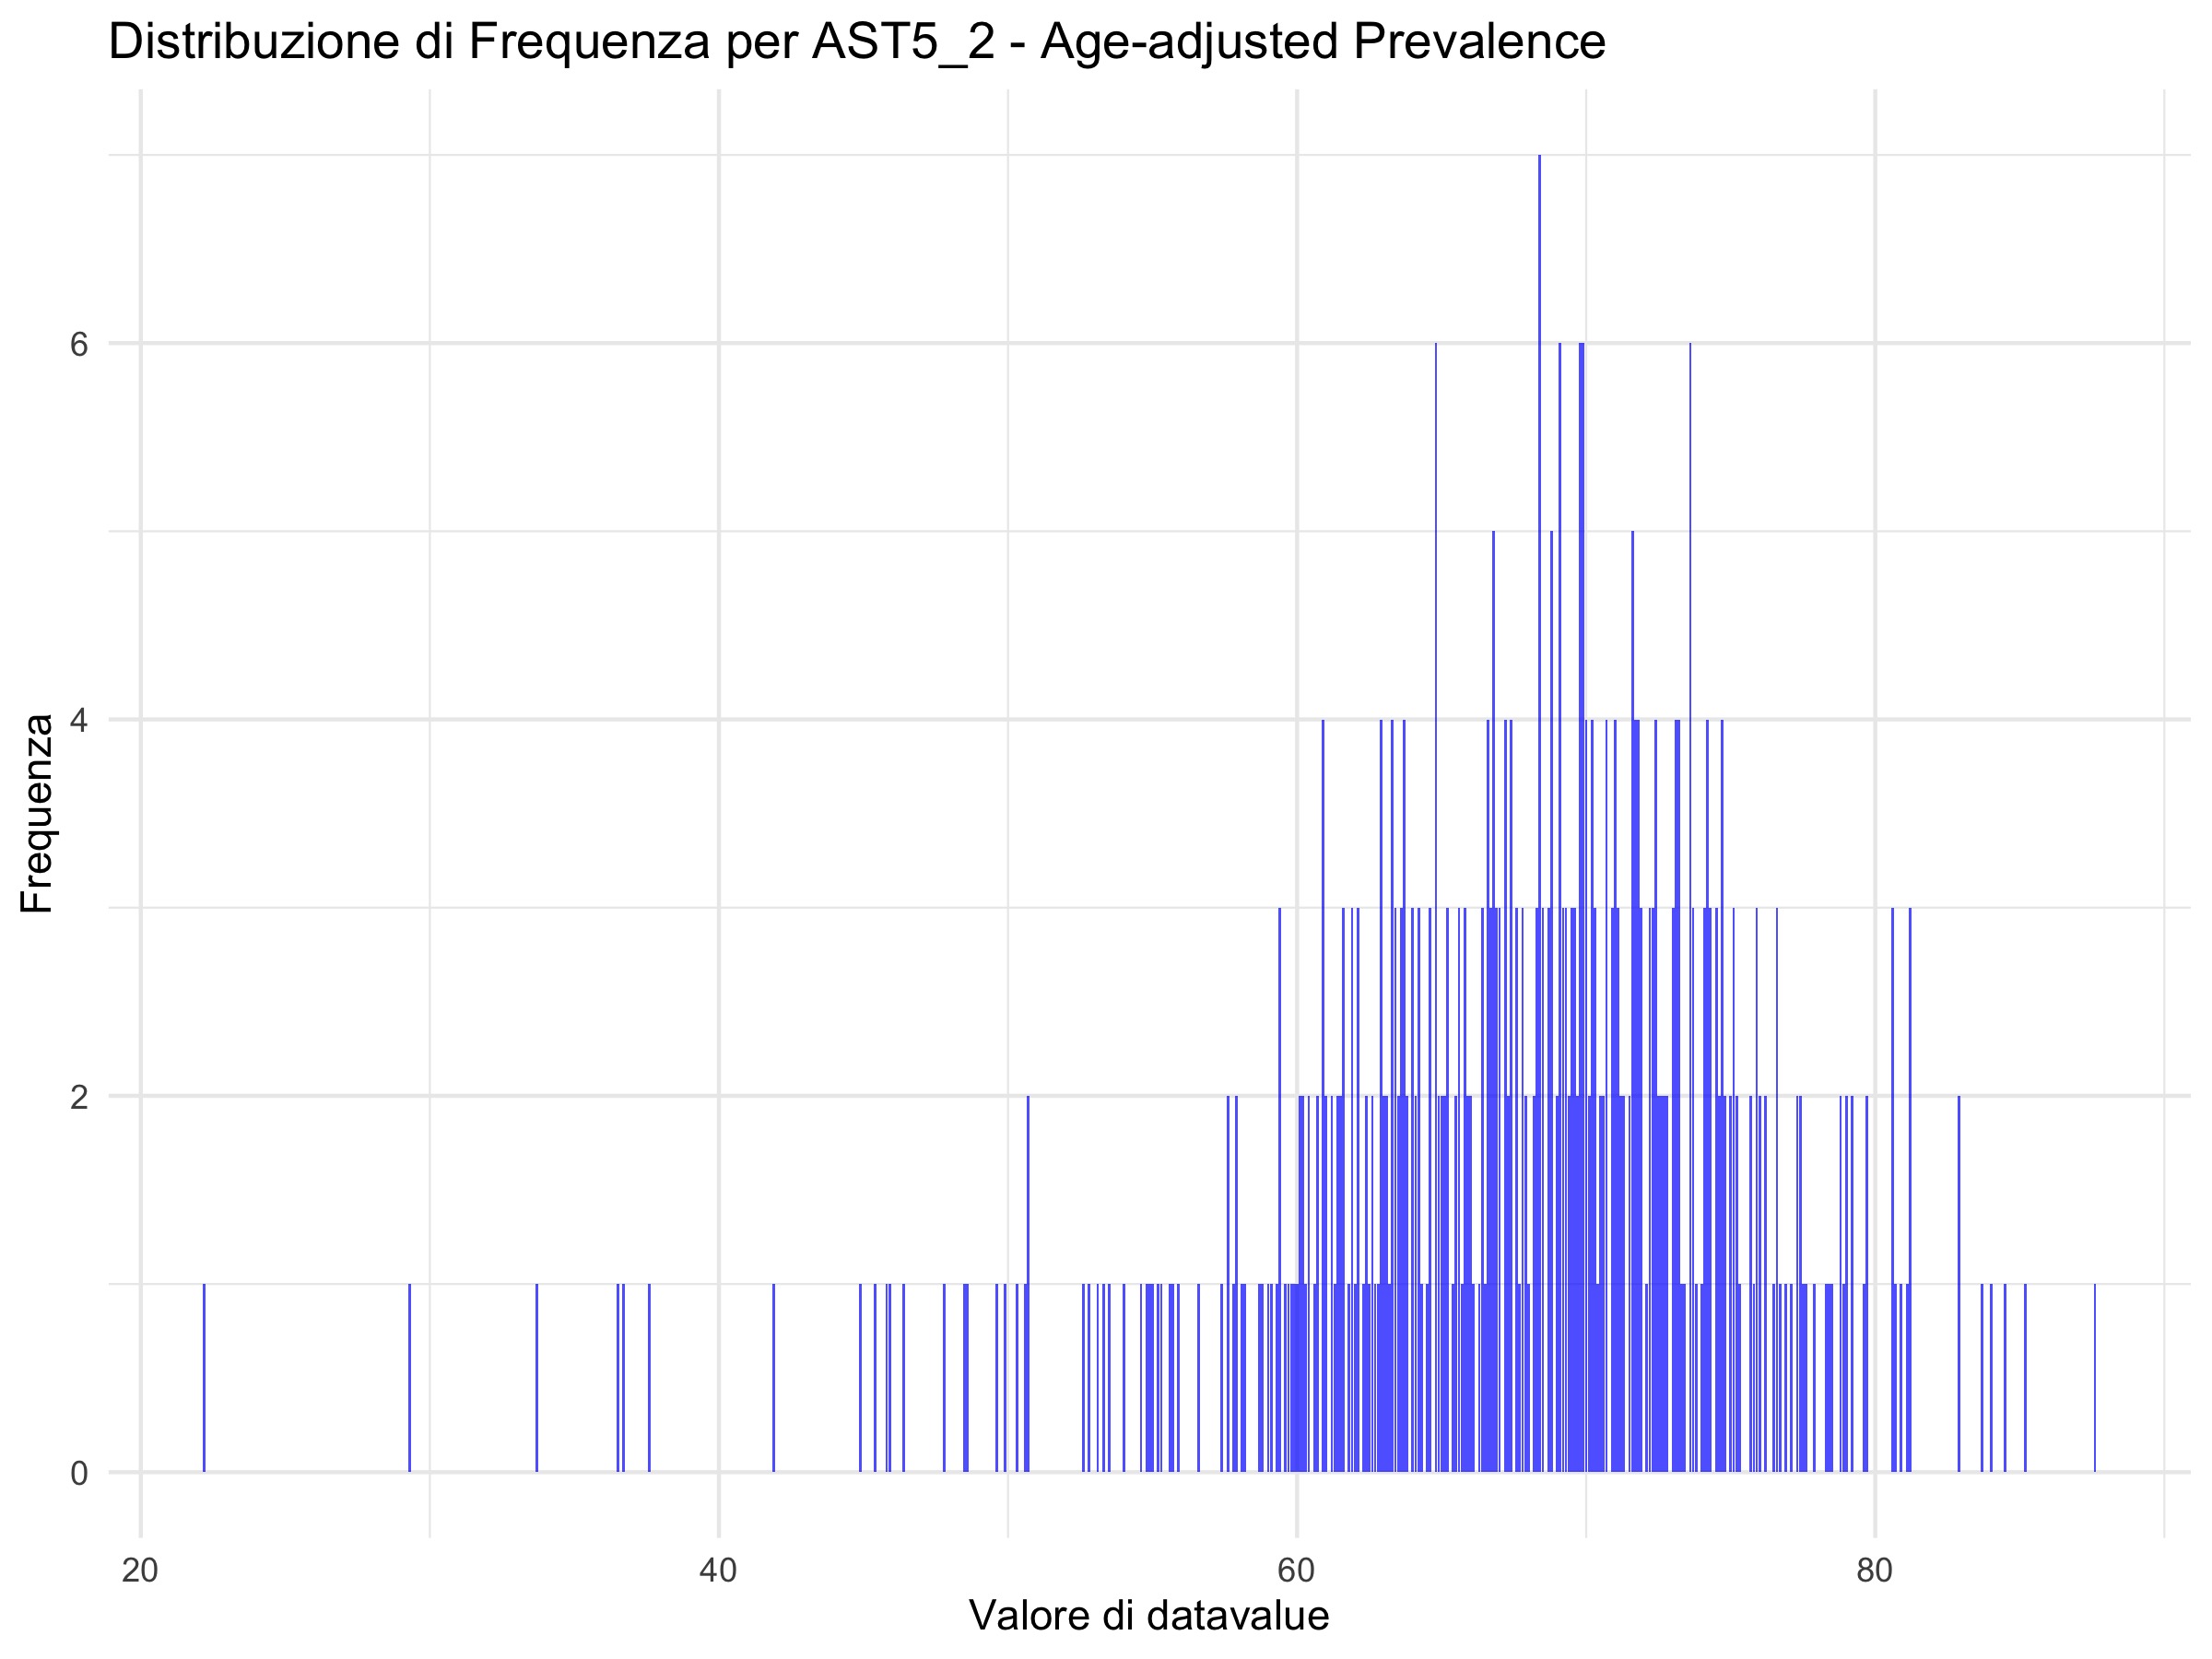 Distribuzione di Frequenza per AST5_2 - Age-adjusted Prevalence
Frequenza
6
4
2
0
20 40 60 80
Valore di datavalue